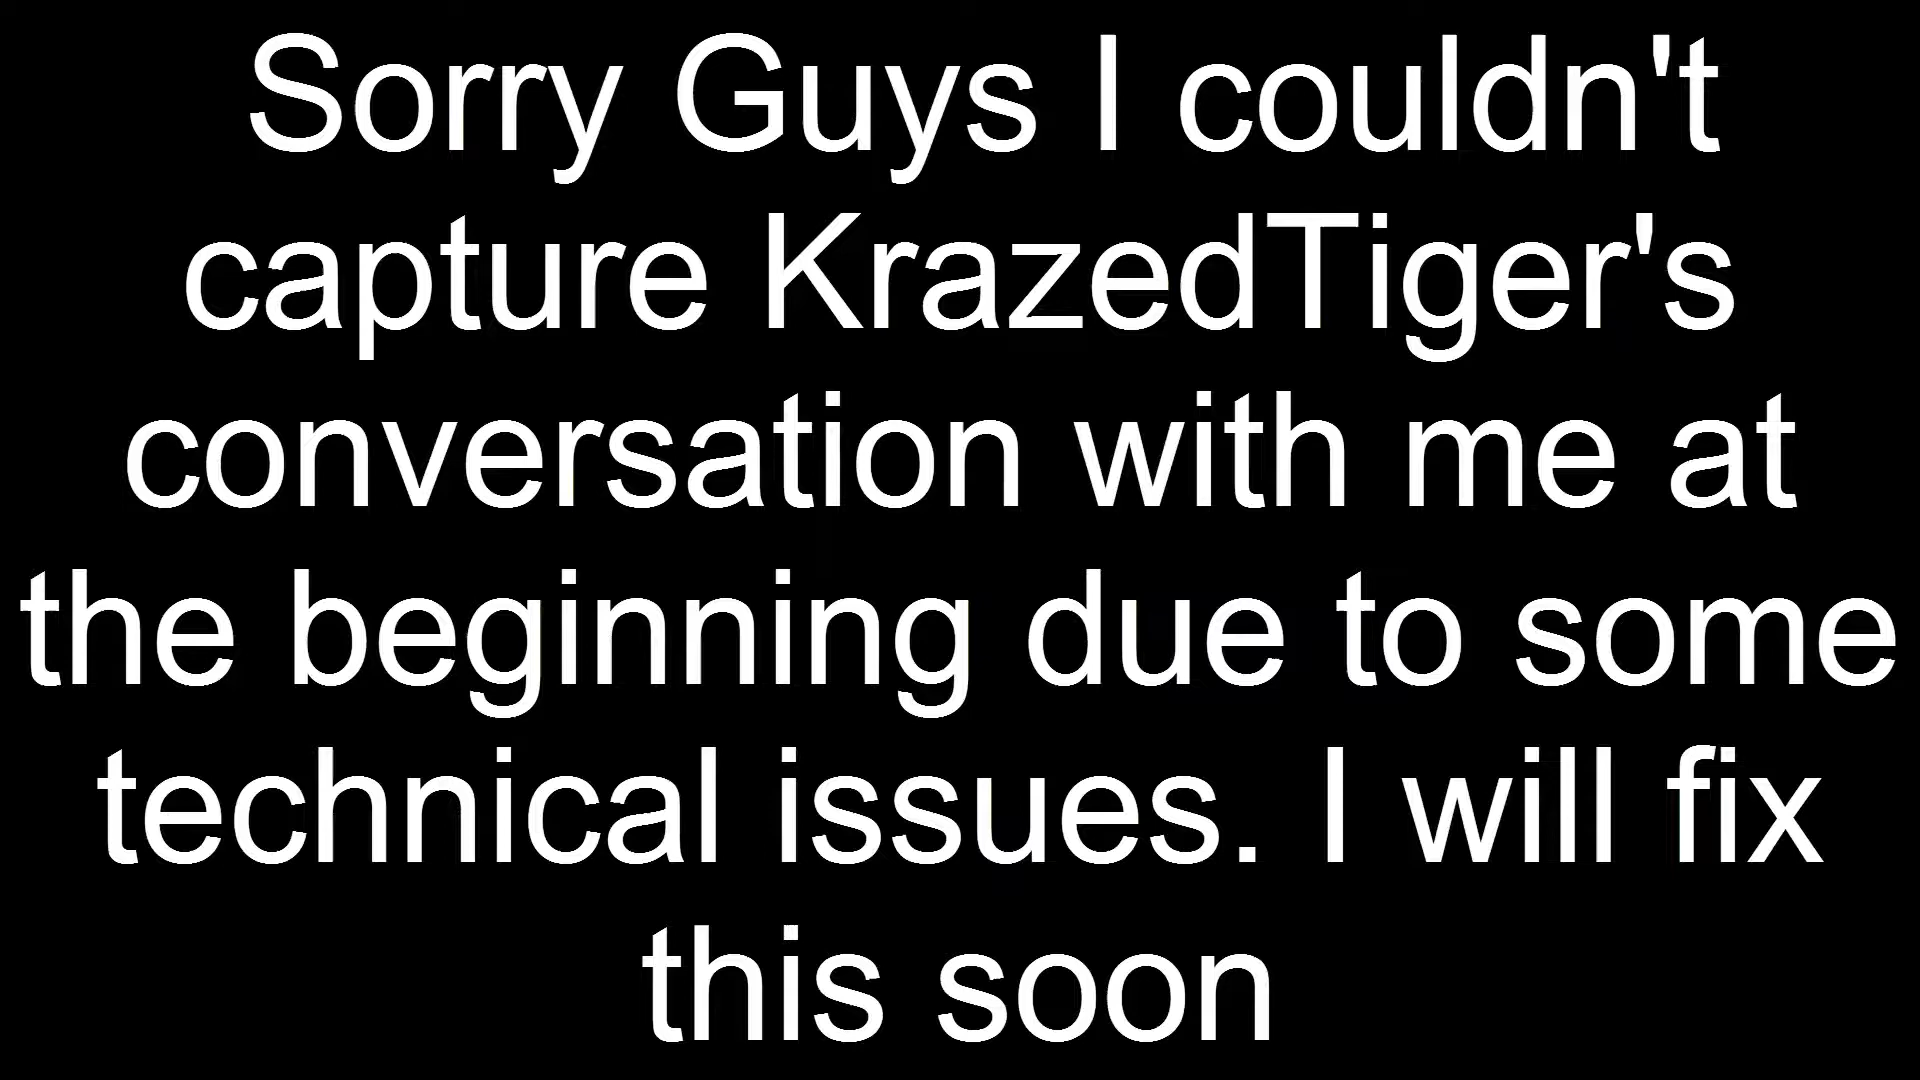 Sorry Guys I couldn't
capture KrazedTiger's
conversation with me at
the beginning due to some
technical issues. I will fix
this soon